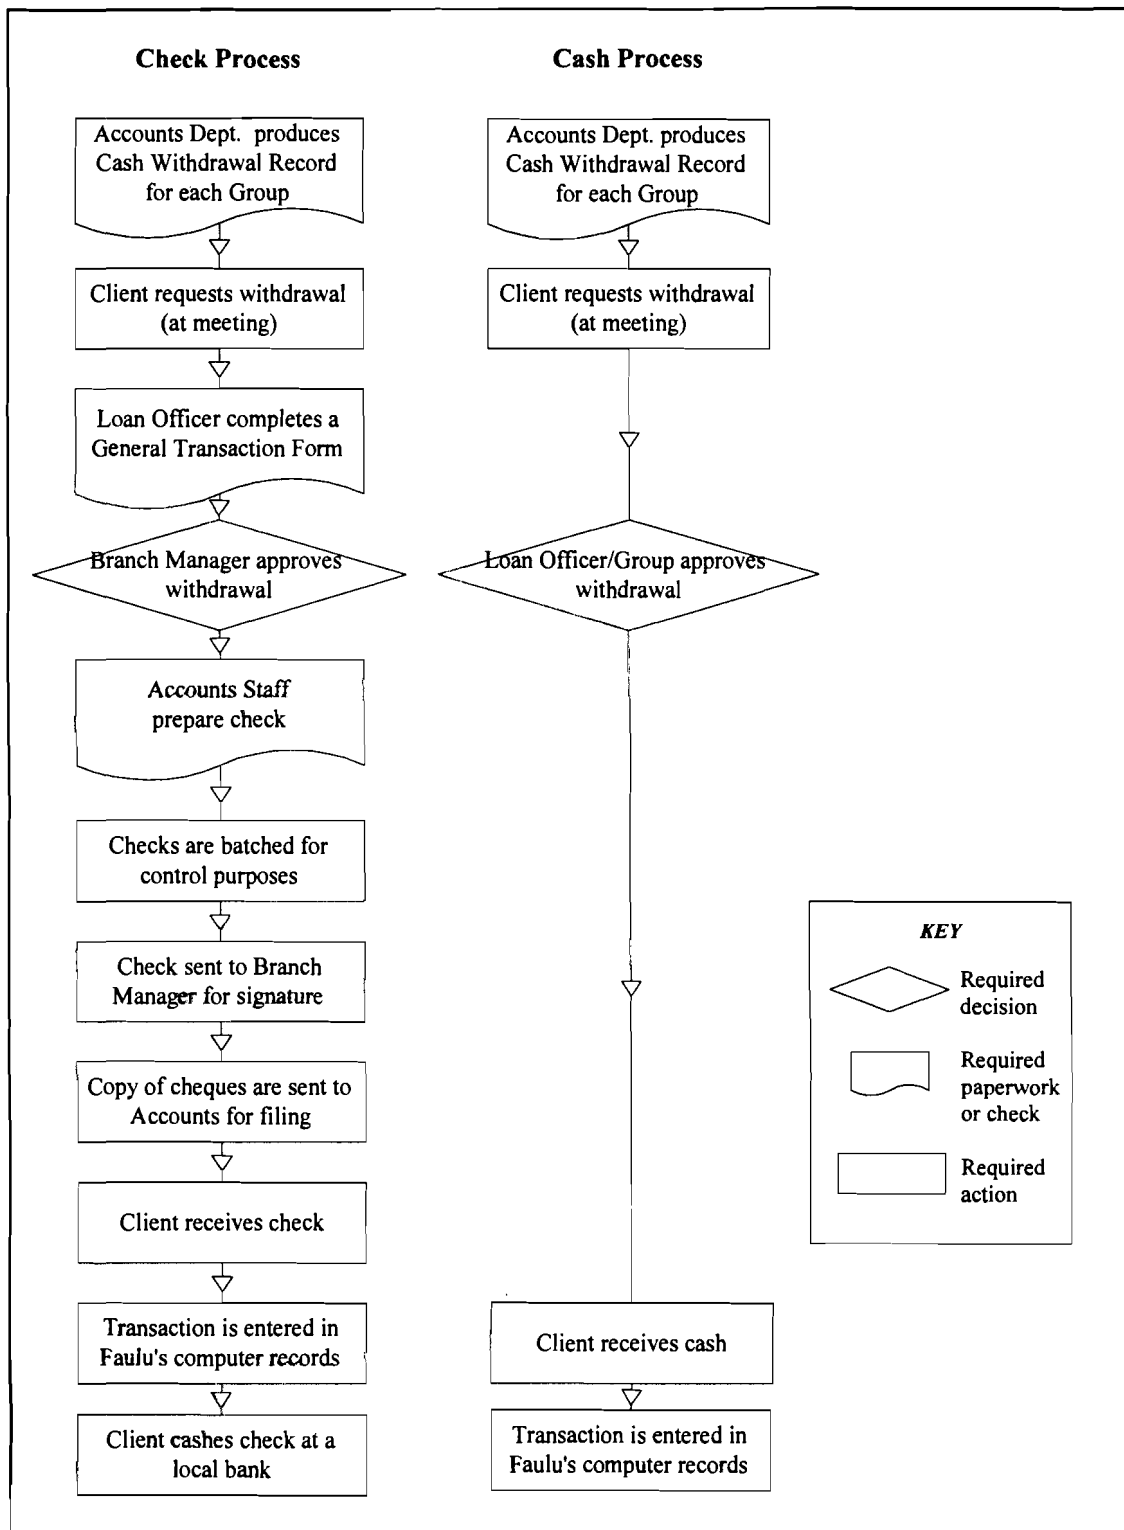 Check Process
Accounts Dept. produces
Cash Withdrawal Record
for each Group
Client requests withdrawal
(at meeting)
Loan Officer completes a
General Transaction Form
Branch Manager approves
withdrawal
Accounts Staff
prepare check
Checks are batched for
control purposes
Check sent to Branch
Manager for signature
Copy of cheques are sent to
Accounts for filing
Client receives check
Transaction is entered in
Faulu's computer records
Client cashes check at a
local bank
Cash Process
Accounts Dept. produces
Cash Withdrawal Record
for each Group
Client requests withdrawal
(at meeting)
Loan Officer/Group approves
withdrawal
Client receives cash
Transaction is entered in
Faulu's computer records
KEY
Required
decision
Required
paperwork
or check
Required
action